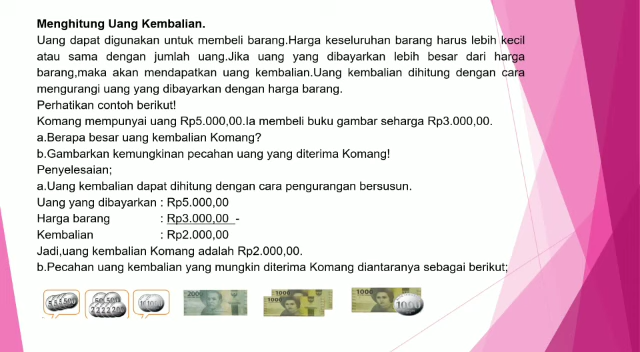 Menghitung Uang Kembalian.
Uang dapat digunakan untuk membeli barang.Harga keseluruhan barang harus lebih kecil
atau sama dengan jumlah uang.Jika uang yang dibayarkan lebih besar dari harga
barang,maka akan mendapatkan uang kembalian.Uang kembalian dihitung dengan cara
mengurangi uang yang dibayarkan dengan harga barang.
Perhatikan contoh berikut!
Komang mempunyai uang Rp5.000,00.Ia membeli buku gambar seharga Rp3.000,00.
a.Berapa besar uang kembalian Komang?
b.Gambarkan kemungkinan pecahan uang yang diterima Komang!
Penyelesaian;
a.Uang kembalian dapat dihitung dengan cara pengurangan bersusun.
Uang yang dibayarkan : Rp5.000,00
Harga barang : Rp3.000,00 -
Kembalian : Rp2.000,00
Jadi,uang kembalian Komang adalah Rp2.000,00.
b.Pecahan uang kembalian yang mungkin diterima Komang diantaranya sebagai berikut;
1000 1000 1000 1000